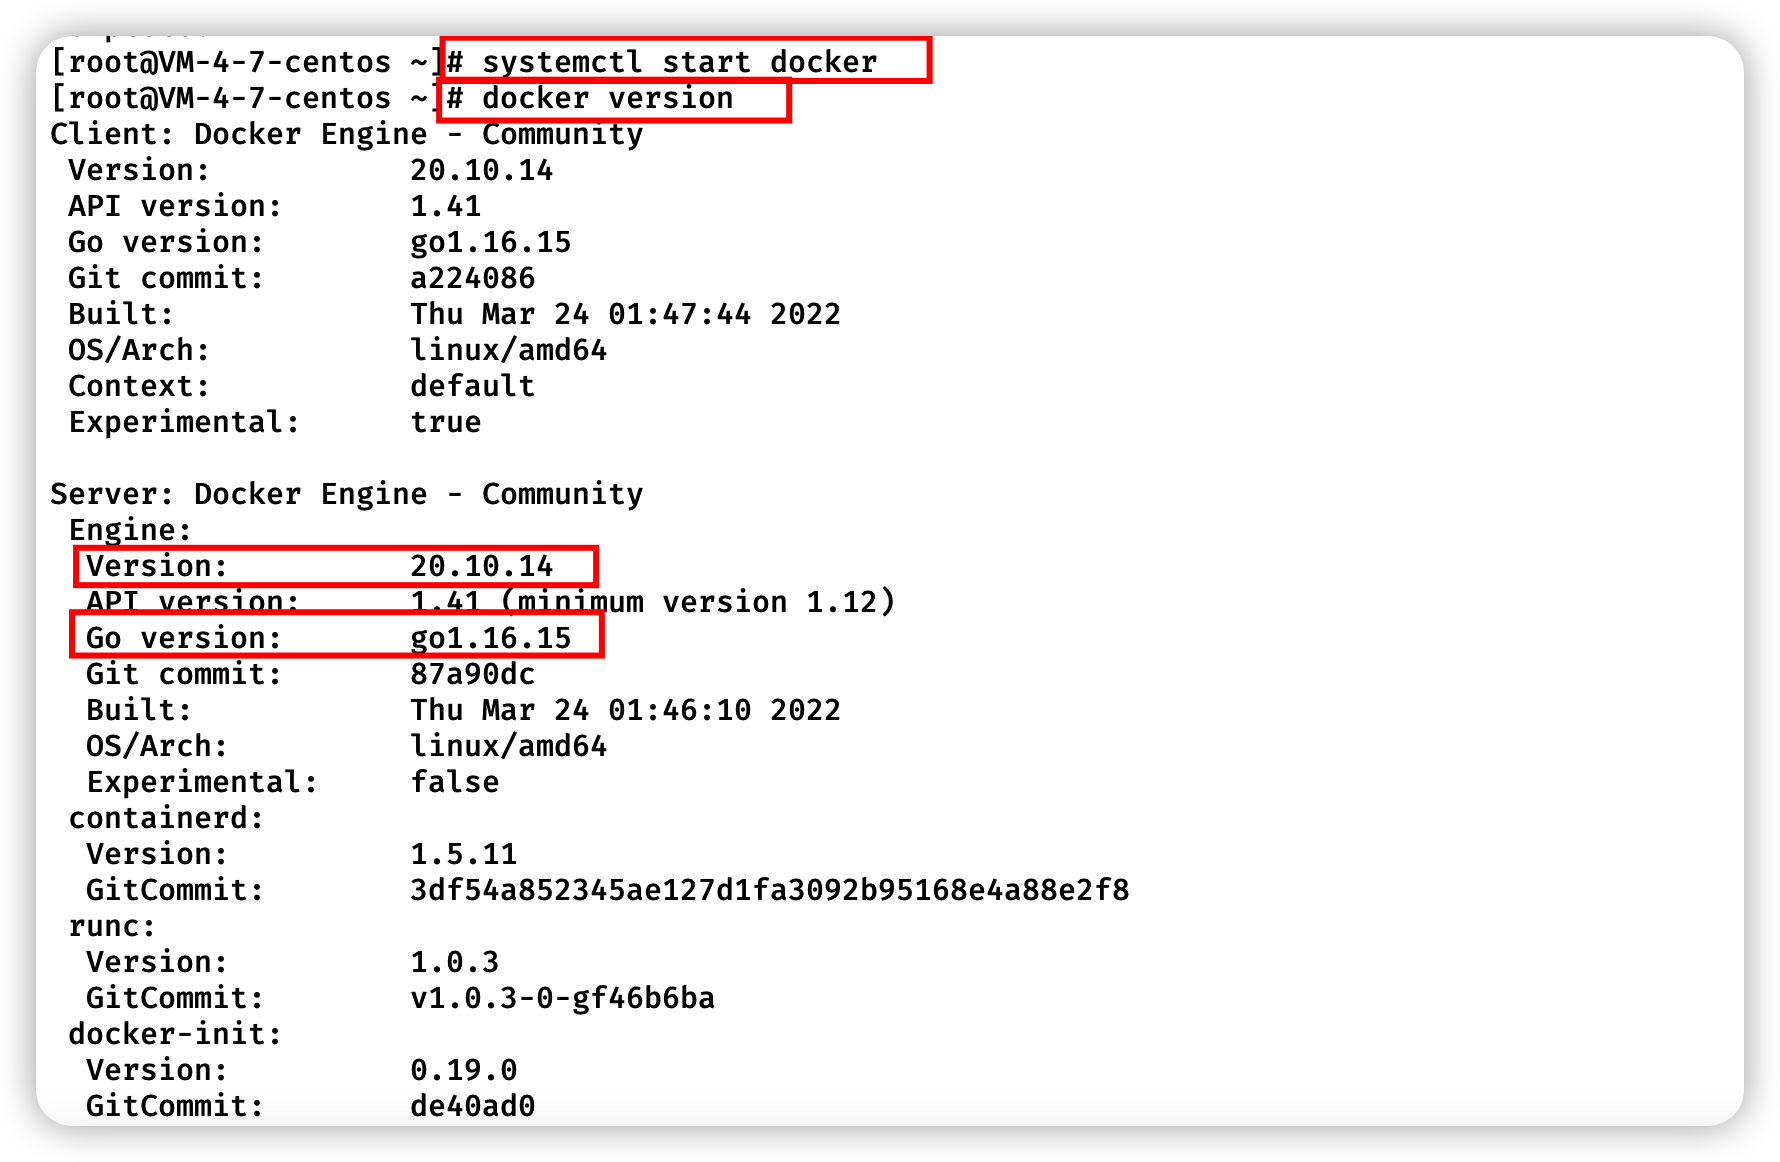 [root@VM-4-7-centos ~]# systemctl start docker
[root@VM-4-7-centos ~]# docker version
Client: Docker Engine - Community
 Version:           20.10.14
 API version:       1.41
 Go version:        go1.16.15
 Git commit:        a224086
 Built:             Thu Mar 24 01:47:44 2022
 OS/Arch:           linux/amd64
 Context:           default
 Experimental:      true

Server: Docker Engine - Community
 Engine:
  Version:          20.10.14
  API version:      1.41 (minimum version 1.12)
  Go version:       go1.16.15
  Git commit:       87a90dc
  Built:            Thu Mar 24 01:46:10 2022
  OS/Arch:          linux/amd64
  Experimental:     false
 containerd:
  Version:          1.5.11
  GitCommit:        3df54a852345ae127d1fa3092b95168e4a88e2f8
 runc:
  Version:          1.0.3
  GitCommit:        v1.0.3-0-gf46b6ba
 docker-init:
  Version:          0.19.0
  GitCommit:        de40ad0